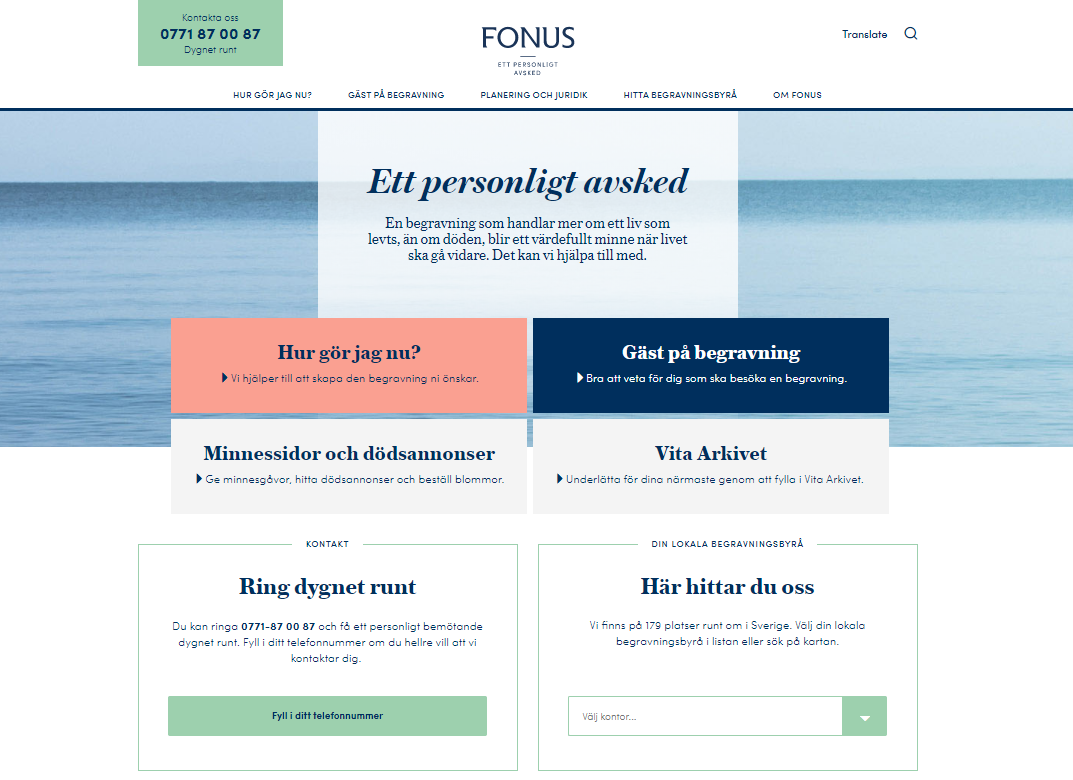 Kontakta oss
0771 87 00 87
Dygnet runt
FONUS
ETT PERSONLIGT
AVSKED
Translate
HUR GÖR JAG NU?
GÄST PÅ BEGRAVNING
PLANERING OCH JURIDIK
HITTA BEGRAVNINGSBYRÅ
OM FONUS
Ett personligt avsked
En begravning som handlar mer om ett liv som
levts, än om döden, blir ett värdefullt minne när livet
ska gå vidare. Det kan vi hjälpa till med.
Hur gör jag nu?
Vi hjälper till att skapa den begravning ni önskar.
Gäst på begravning
Bra att veta för dig som ska besöka en begravning.
Minnessidor och dödsannonser
Ge minnesgåvor, hitta dödsannonser och beställ blommor.
Vita Arkivet
Underlätta för dina närmaste genom att fylla i Vita Arkivet.
KONTAKT
Ring dygnet runt
Du kan ringa 0771-87 00 87 och få ett personligt bemötande
dygnet runt. Fyll i ditt telefonnummer om du hellre vill att vi
kontaktar dig.
Fyll i ditt telefonnummer
DIN LOKALA BEGRAVNINGSBYRÅ
Här hittar du oss
Vi finns på 179 platser runt om i Sverige. Välj din lokala
begravningsbyrå i listan eller sök på kartan.
Välj kontor...